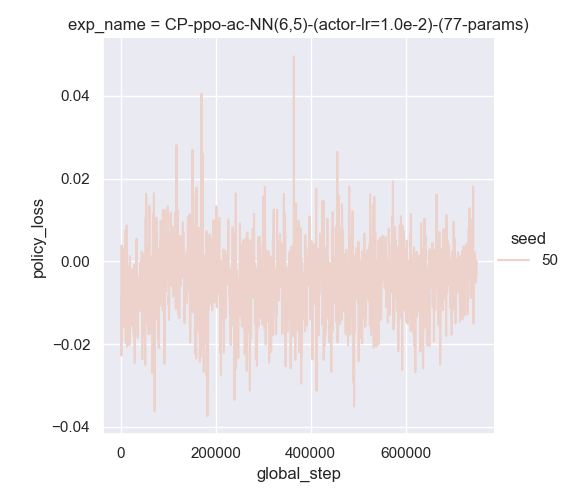 exp_name = CP-ppo-ac-NN(6,5)-(actor-lr=1.0e-2)-(77-params)
0.04
0.02
0.00
−0.02
−0.04
policy_loss
0
200000
400000
600000
global_step
seed
50